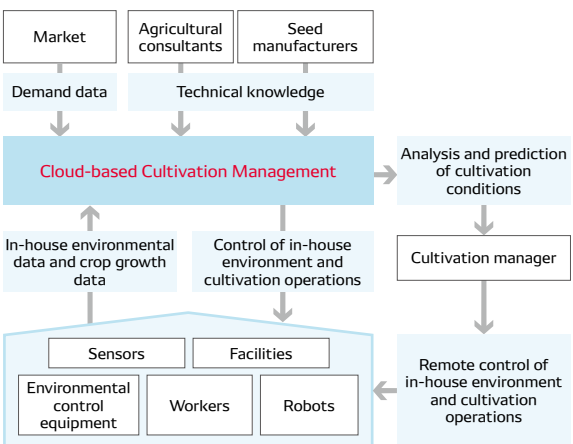 Market
Agricultural
consultants
Seed
manufacturers
Demand data
Technical knowledge
Cloud-based Cultivation Management
Analysis and prediction
of cultivation
conditions
In-house environmental
data and crop growth
data
Control of in-house
environment and
cultivation operations
Cultivation manager
Sensors
Facilities
Environmental
control
equipment
Workers
Robots
Remote control of
in-house environment
and cultivation
operations